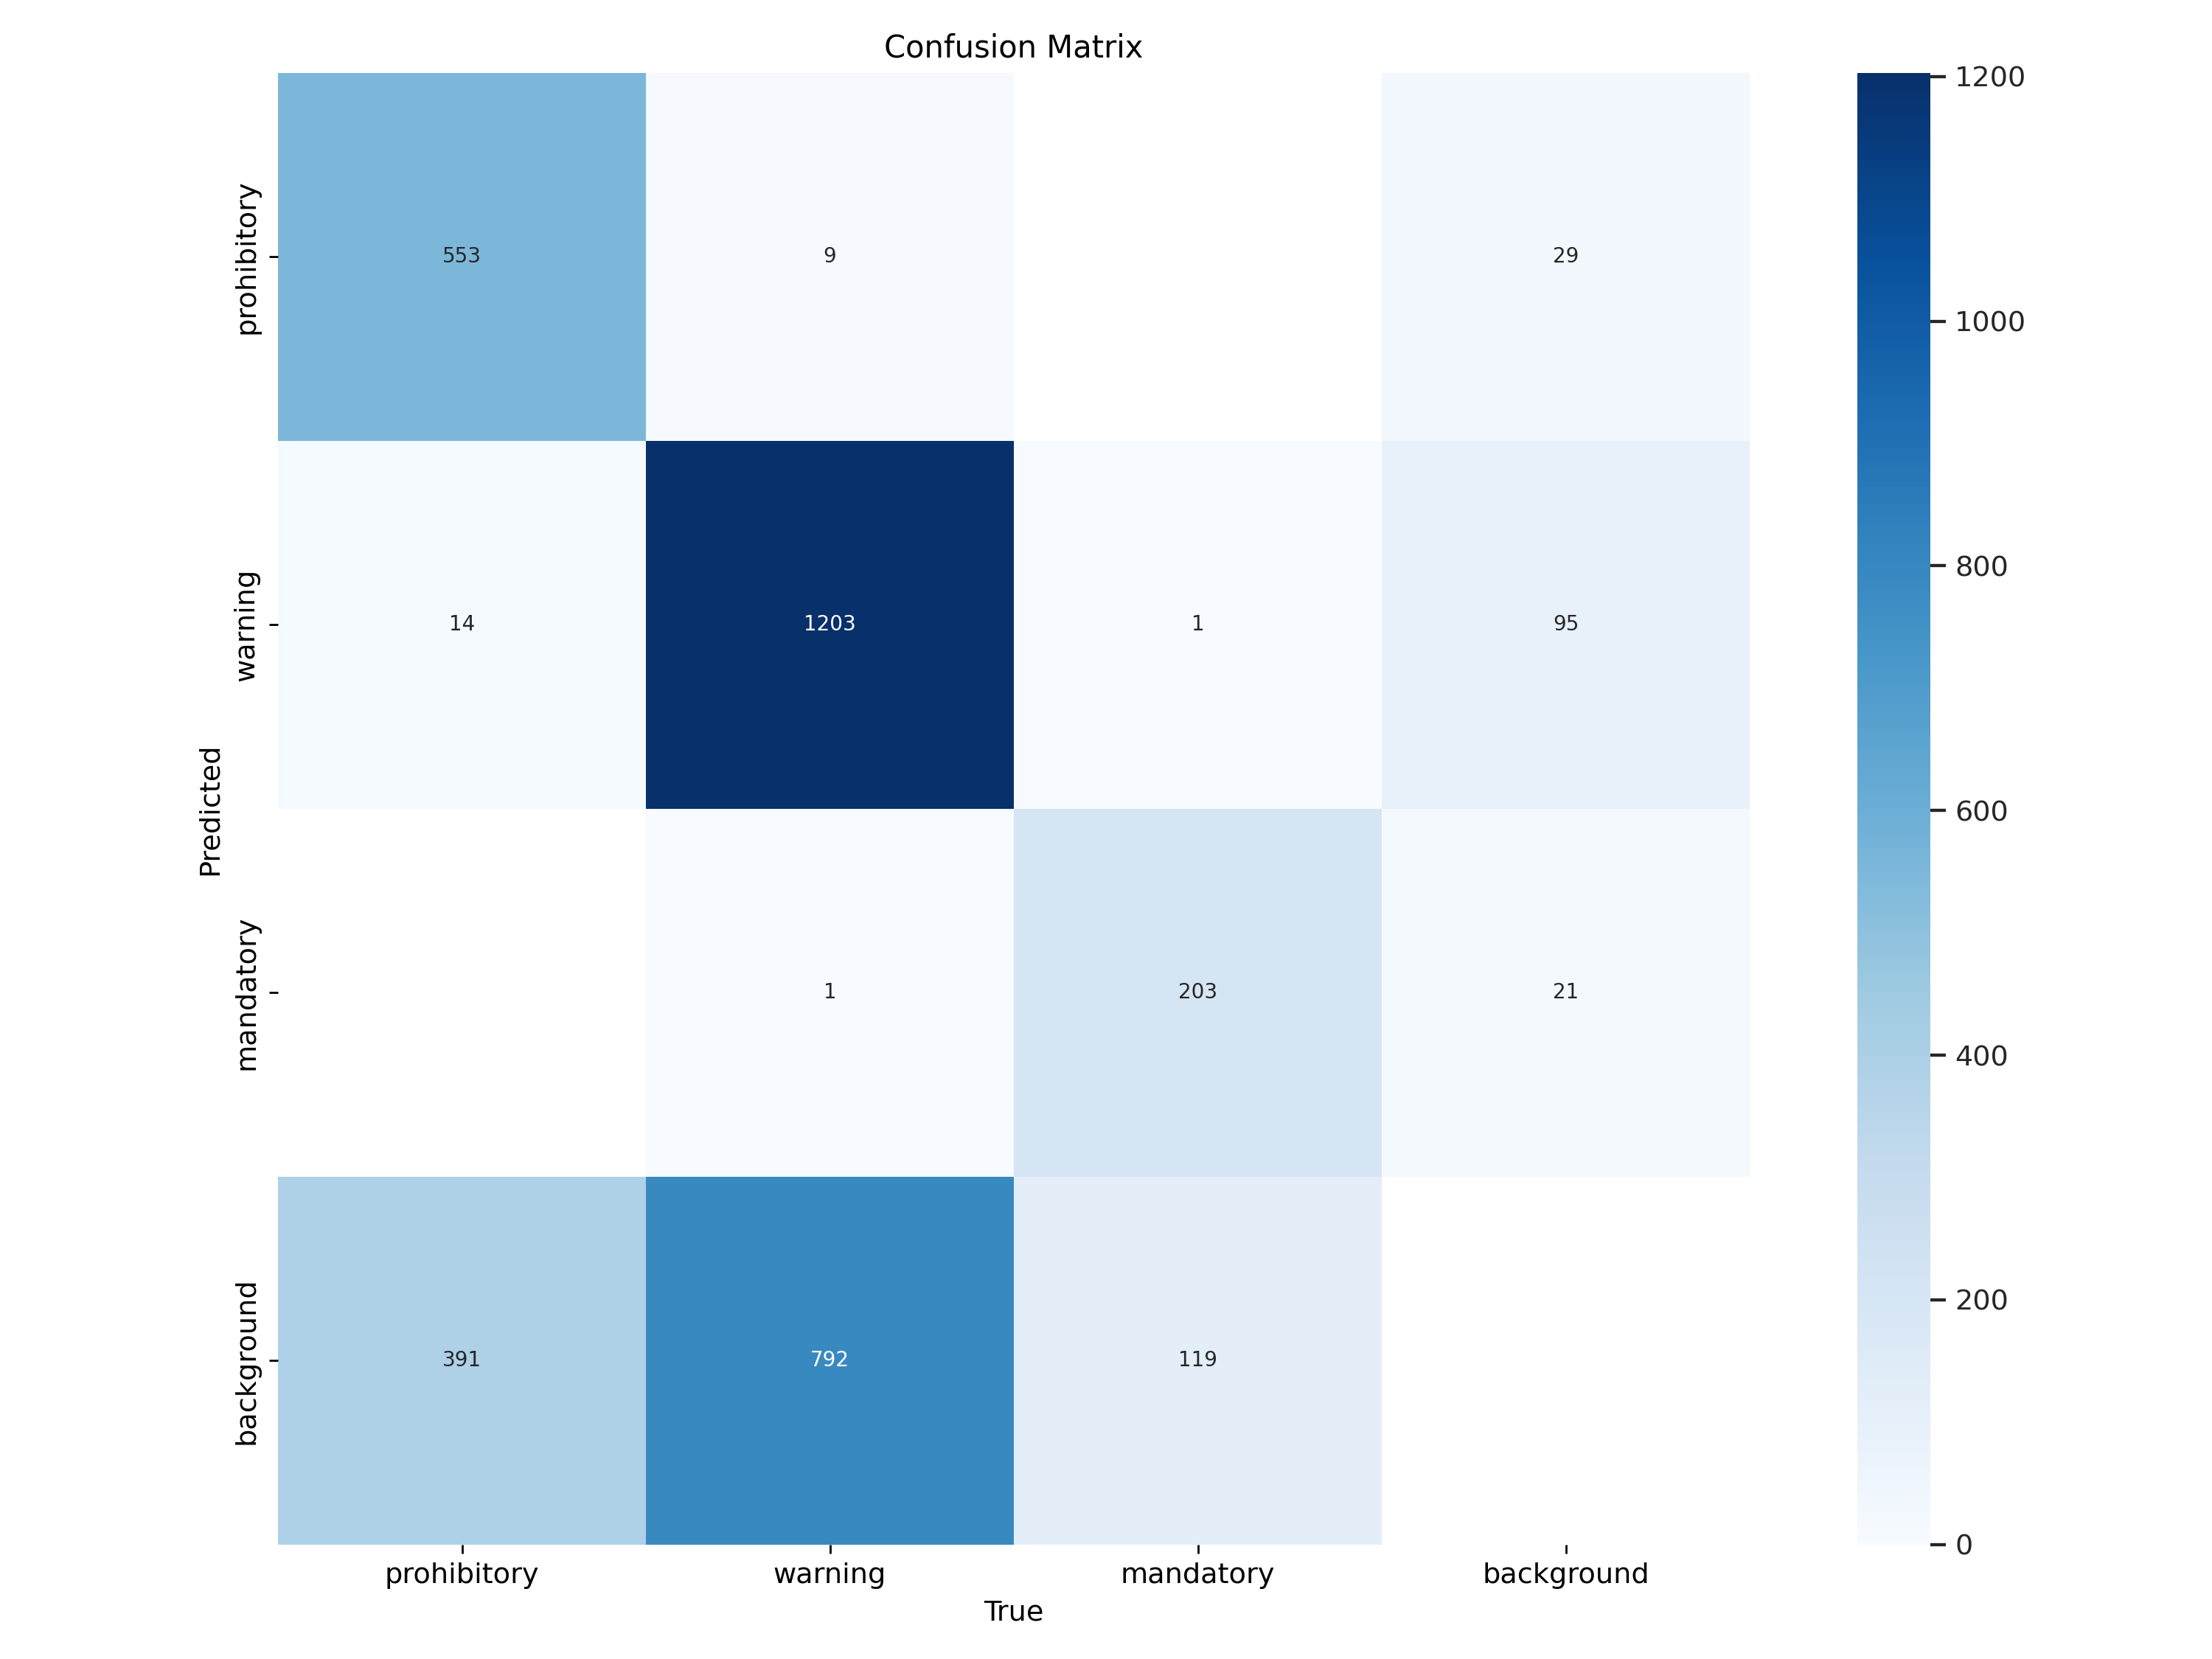 Confusion Matrix
prohibitory
553
9
29
warning
14
1203
1
95
mandatory
1
203
21
background
391
792
119
Predicted
prohibitory
warning
mandatory
background
True
1200
1000
800
600
400
200
0